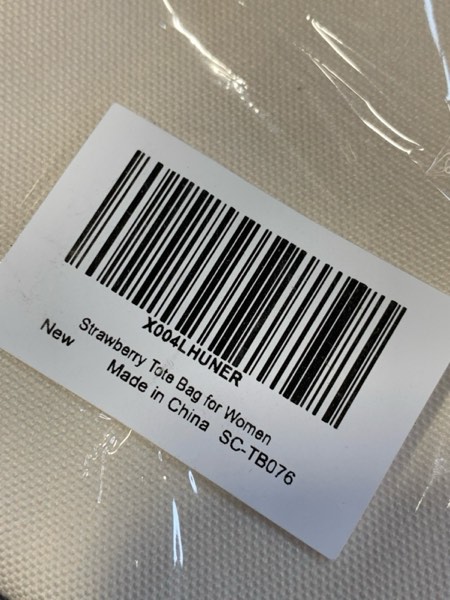 X004LHUNER
Strawberry Tote Bag for Women
New
Made in China SC-TB076